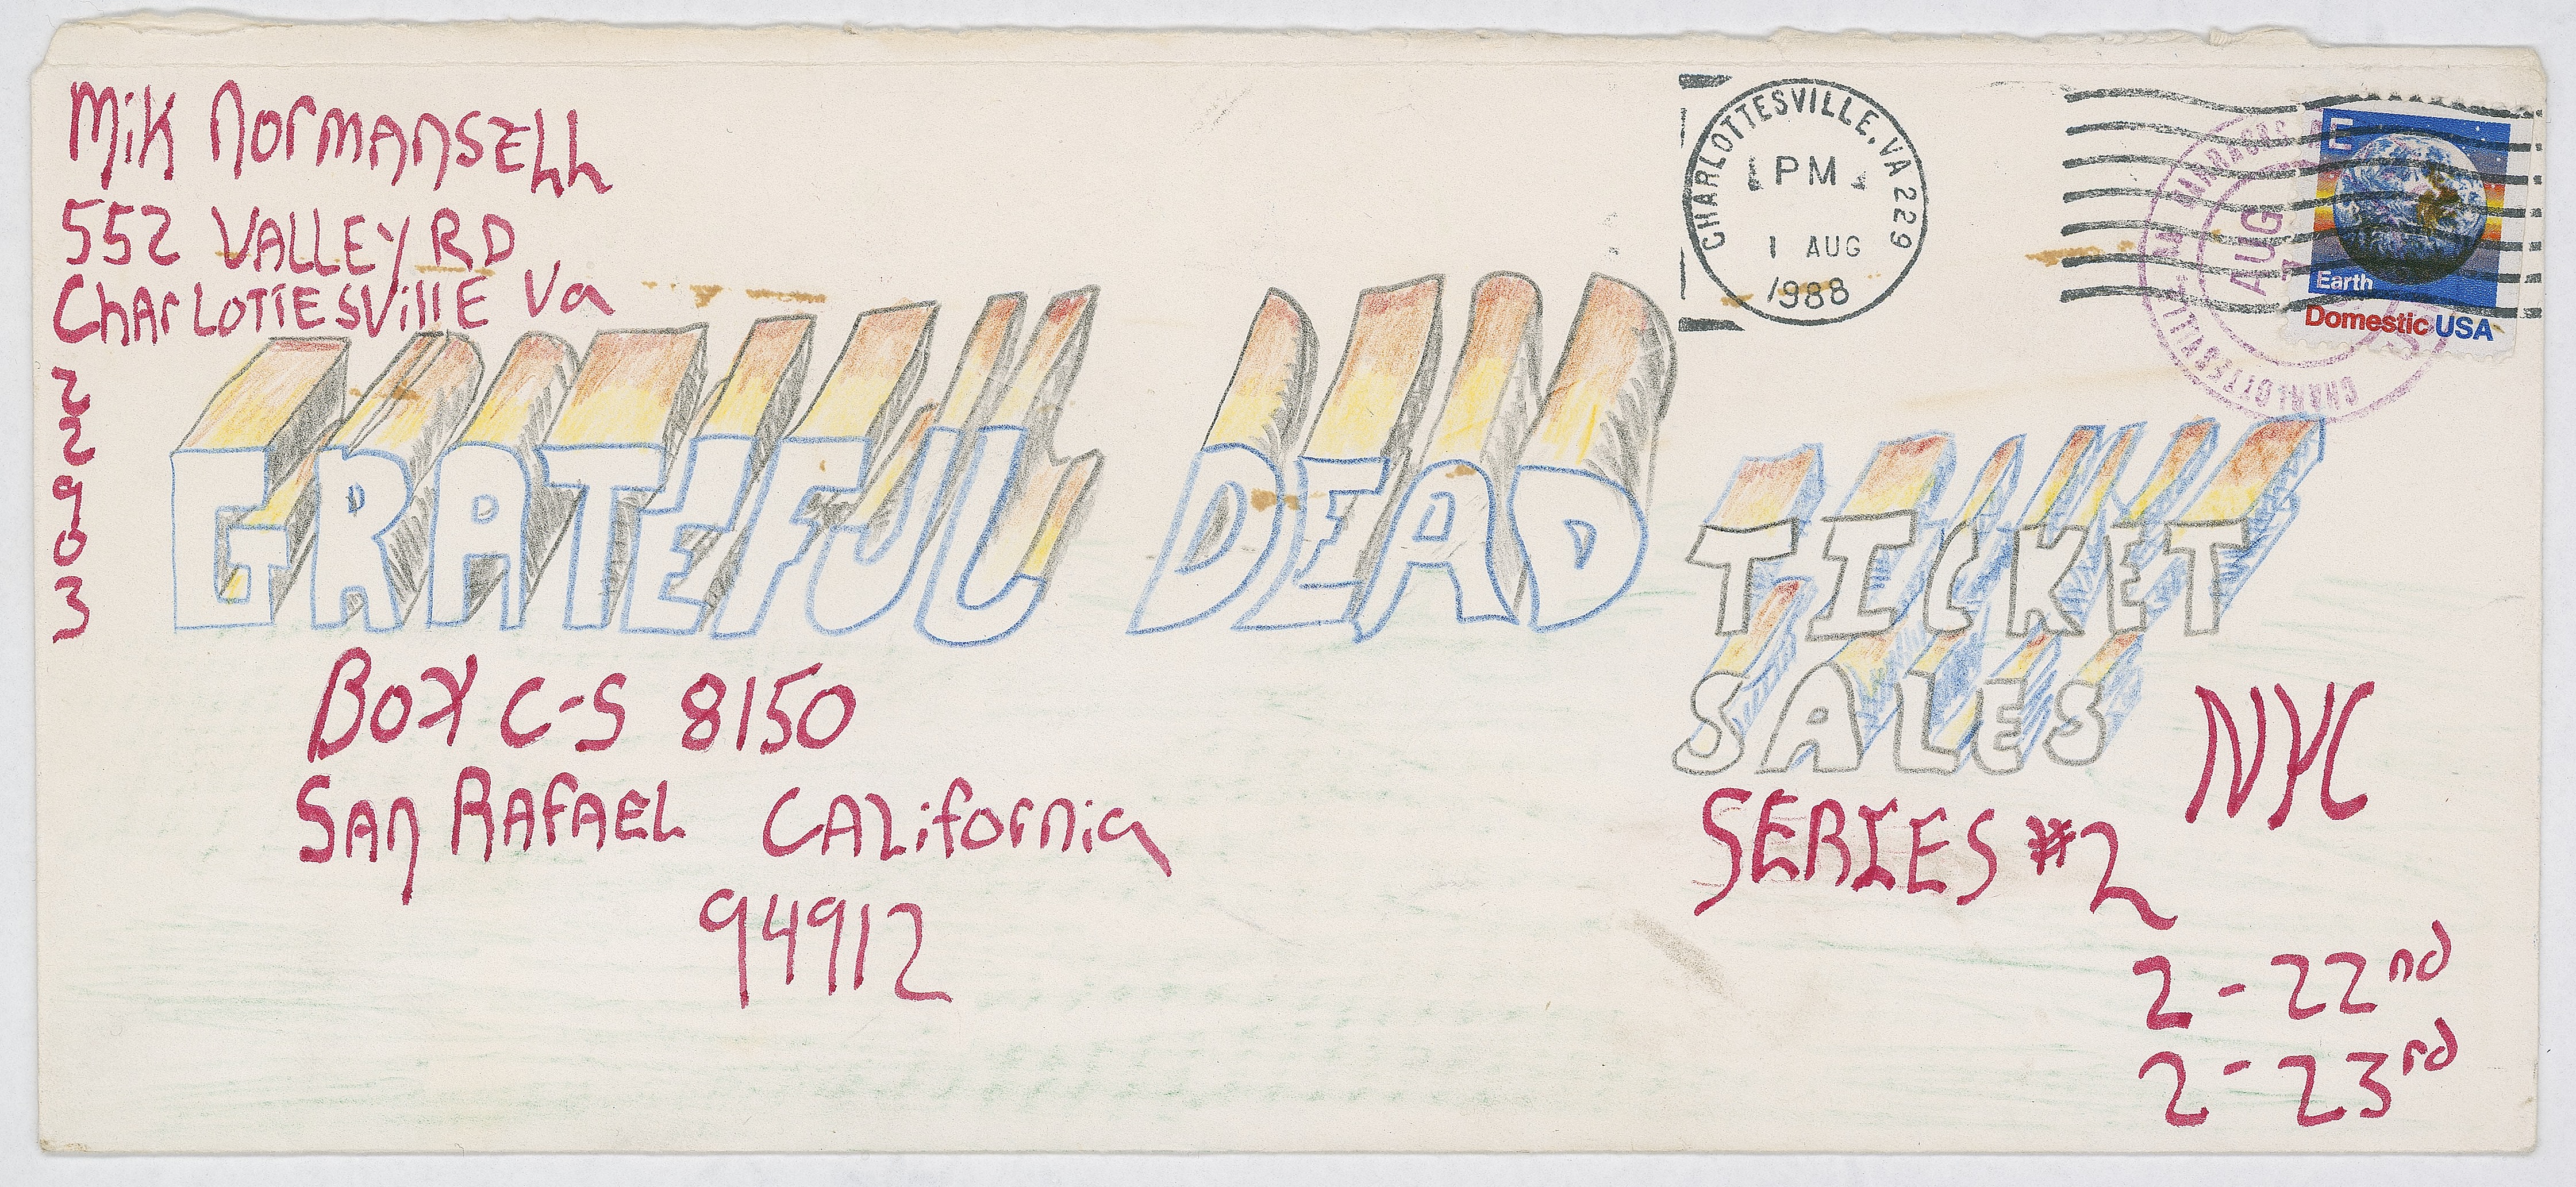 Mik Normansell
552 VALLEY RD
CharLOTTESVillE Va
22903
CHARLOTTESVILLE, VA 229
PM
1 AUG
1988
AUG
E
Earth
Domestic USA
GRATEFUL DEAD
TICKET
SALES
BOX C-S 8150
SAN RAFAEL CALifornia
94912
NYC
SERIES #2
2 - 22nd
2 - 23rd